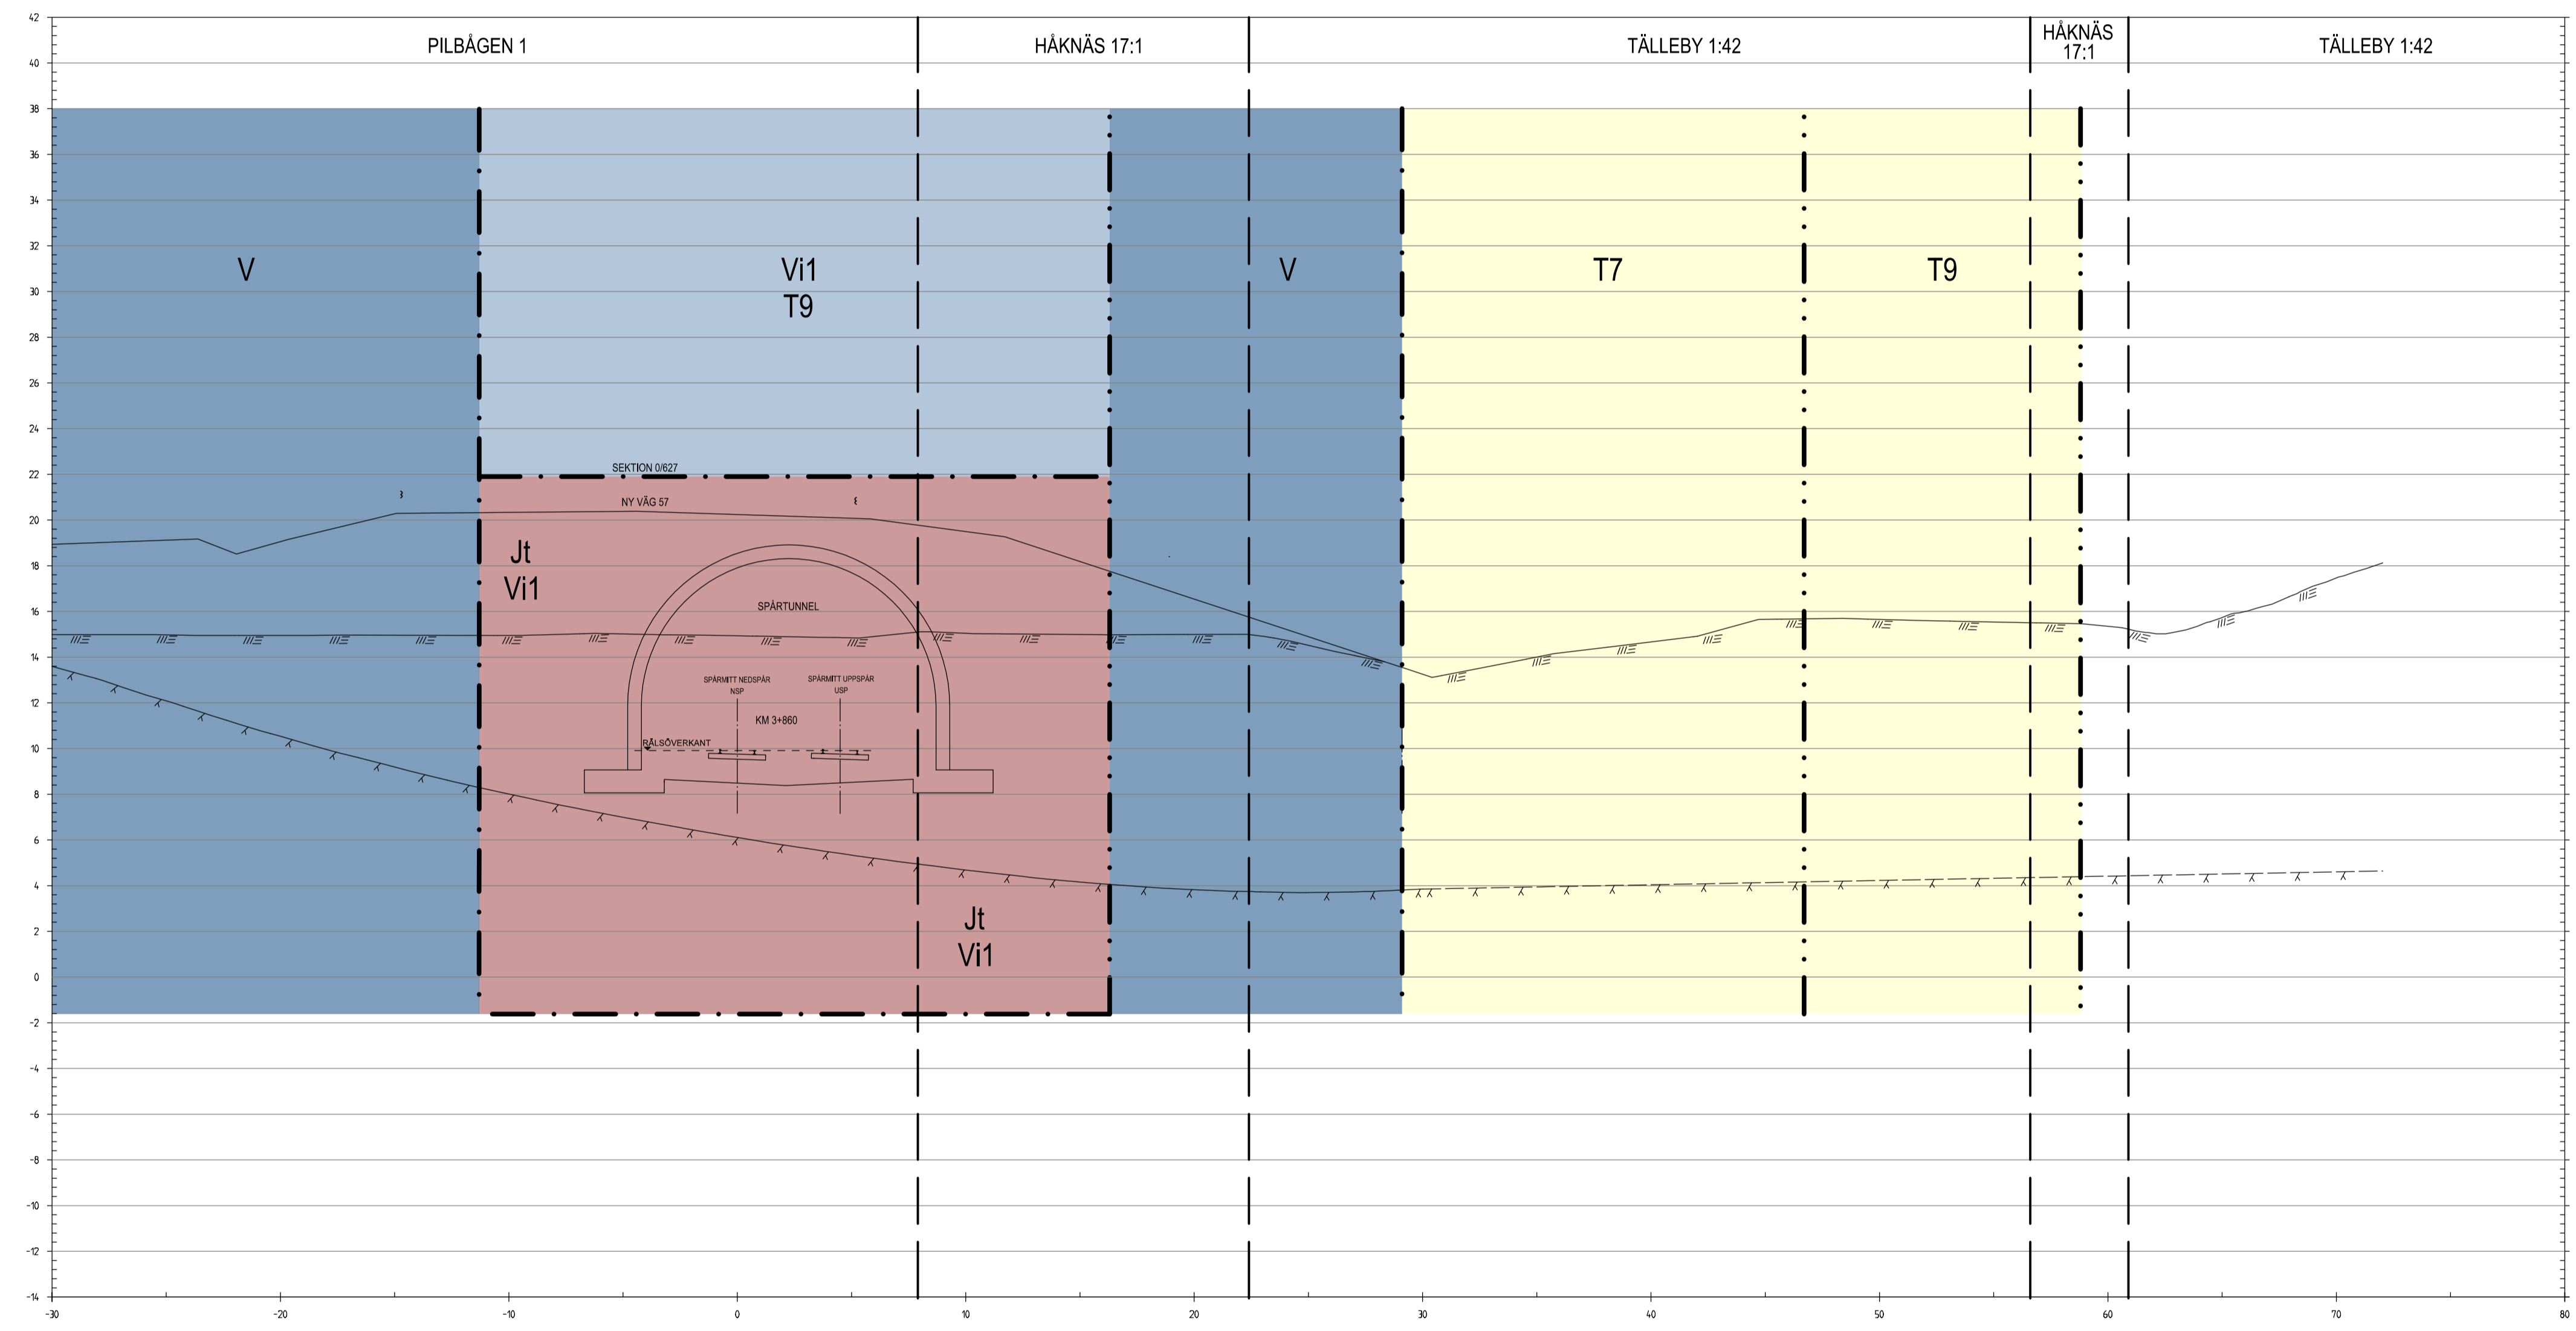 PILBÅGEN 1
HÅKNÄS 17:1
TÄLLEBY 1:42
HÅKNÄS
17:1
TÄLLEBY 1:42
V
Vi1
T9
V
T7
T9
SEKTION 0/627
NY VÄG 57
Jt
Vi1
SPÅRTUNNEL
SPÅRMITT NEDSPÅR
NSP
SPÅRMITT UPPSPÅR
USP
KM 3+860
RÄLSÖVERKANT
Jt
Vi1
42
40
38
36
34
32
30
28
26
24
22
20
18
16
14
12
10
8
6
4
2
0
-2
-4
-6
-8
-10
-12
-14
-30
-20
-10
0
10
20
30
40
50
60
70
80